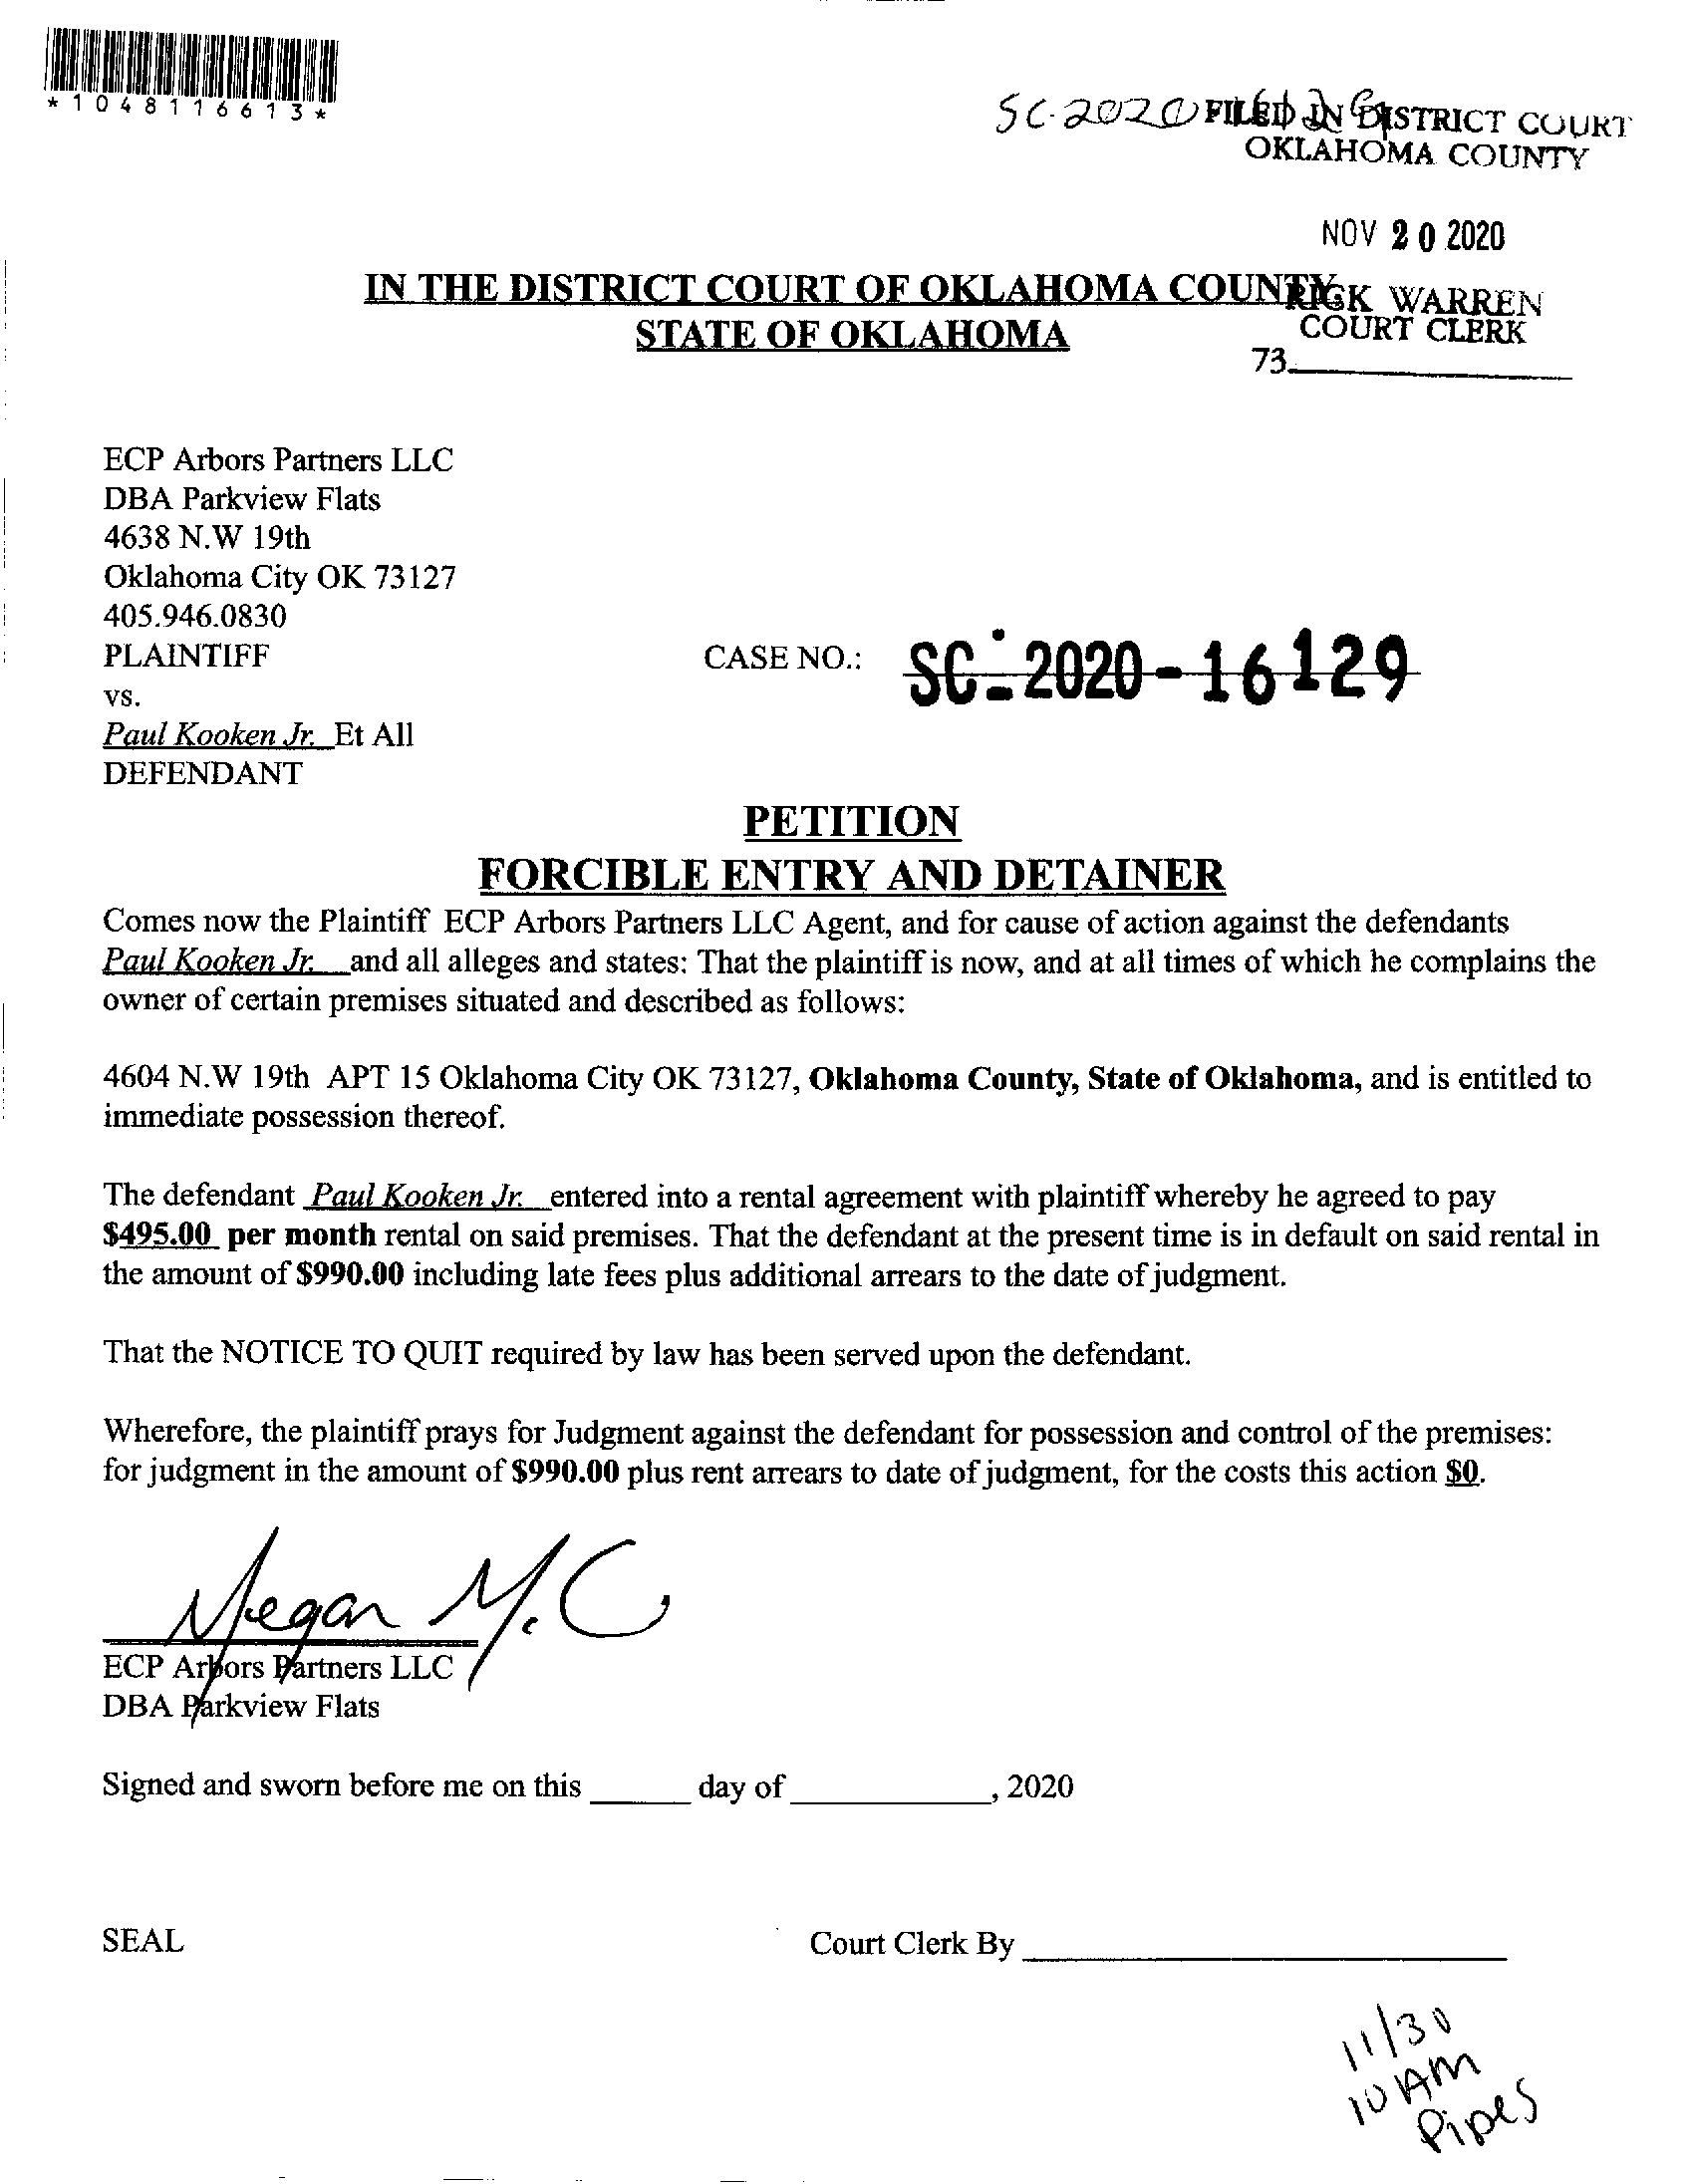 *1048116613*
SC-2020 FILED IN DISTRICT COURT
OKLAHOMA COUNTY
NOV 20 2020
IN THE DISTRICT COURT OF OKLAHOMA COUNTY
RICK WARREN
STATE OF OKLAHOMA
COURT CLERK
73
ECP Arbors Partners LLC
DBA Parkview Flats
4638 N.W 19th
Oklahoma City OK 73127
405.946.0830
PLAINTIFF
CASE NO.: SC-2020-16129
vs.
Paul Kooken Jr. Et All
DEFENDANT
PETITION
FORCIBLE ENTRY AND DETAINER
Comes now the Plaintiff ECP Arbors Partners LLC Agent, and for cause of action against the defendants
Paul Kooken Jr. and all alleges and states: That the plaintiff is now, and at all times of which he complains the
owner of certain premises situated and described as follows:
4604 N.W 19th APT 15 Oklahoma City OK 73127, Oklahoma County, State of Oklahoma, and is entitled to
immediate possession thereof.
The defendant Paul Kooken Jr. entered into a rental agreement with plaintiff whereby he agreed to pay
$495.00 per month rental on said premises. That the defendant at the present time is in default on said rental in
the amount of $990.00 including late fees plus additional arrears to the date of judgment.
That the NOTICE TO QUIT required by law has been served upon the defendant.
Wherefore, the plaintiff prays for Judgment against the defendant for possession and control of the premises:
for judgment in the amount of $990.00 plus rent arrears to date of judgment, for the costs this action $0.
Megan M.C
ECP Arbors Partners LLC
DBA Parkview Flats
Signed and sworn before me on this ______ day of __________, 2020
SEAL
Court Clerk By
11/30
10 AM
Pipes